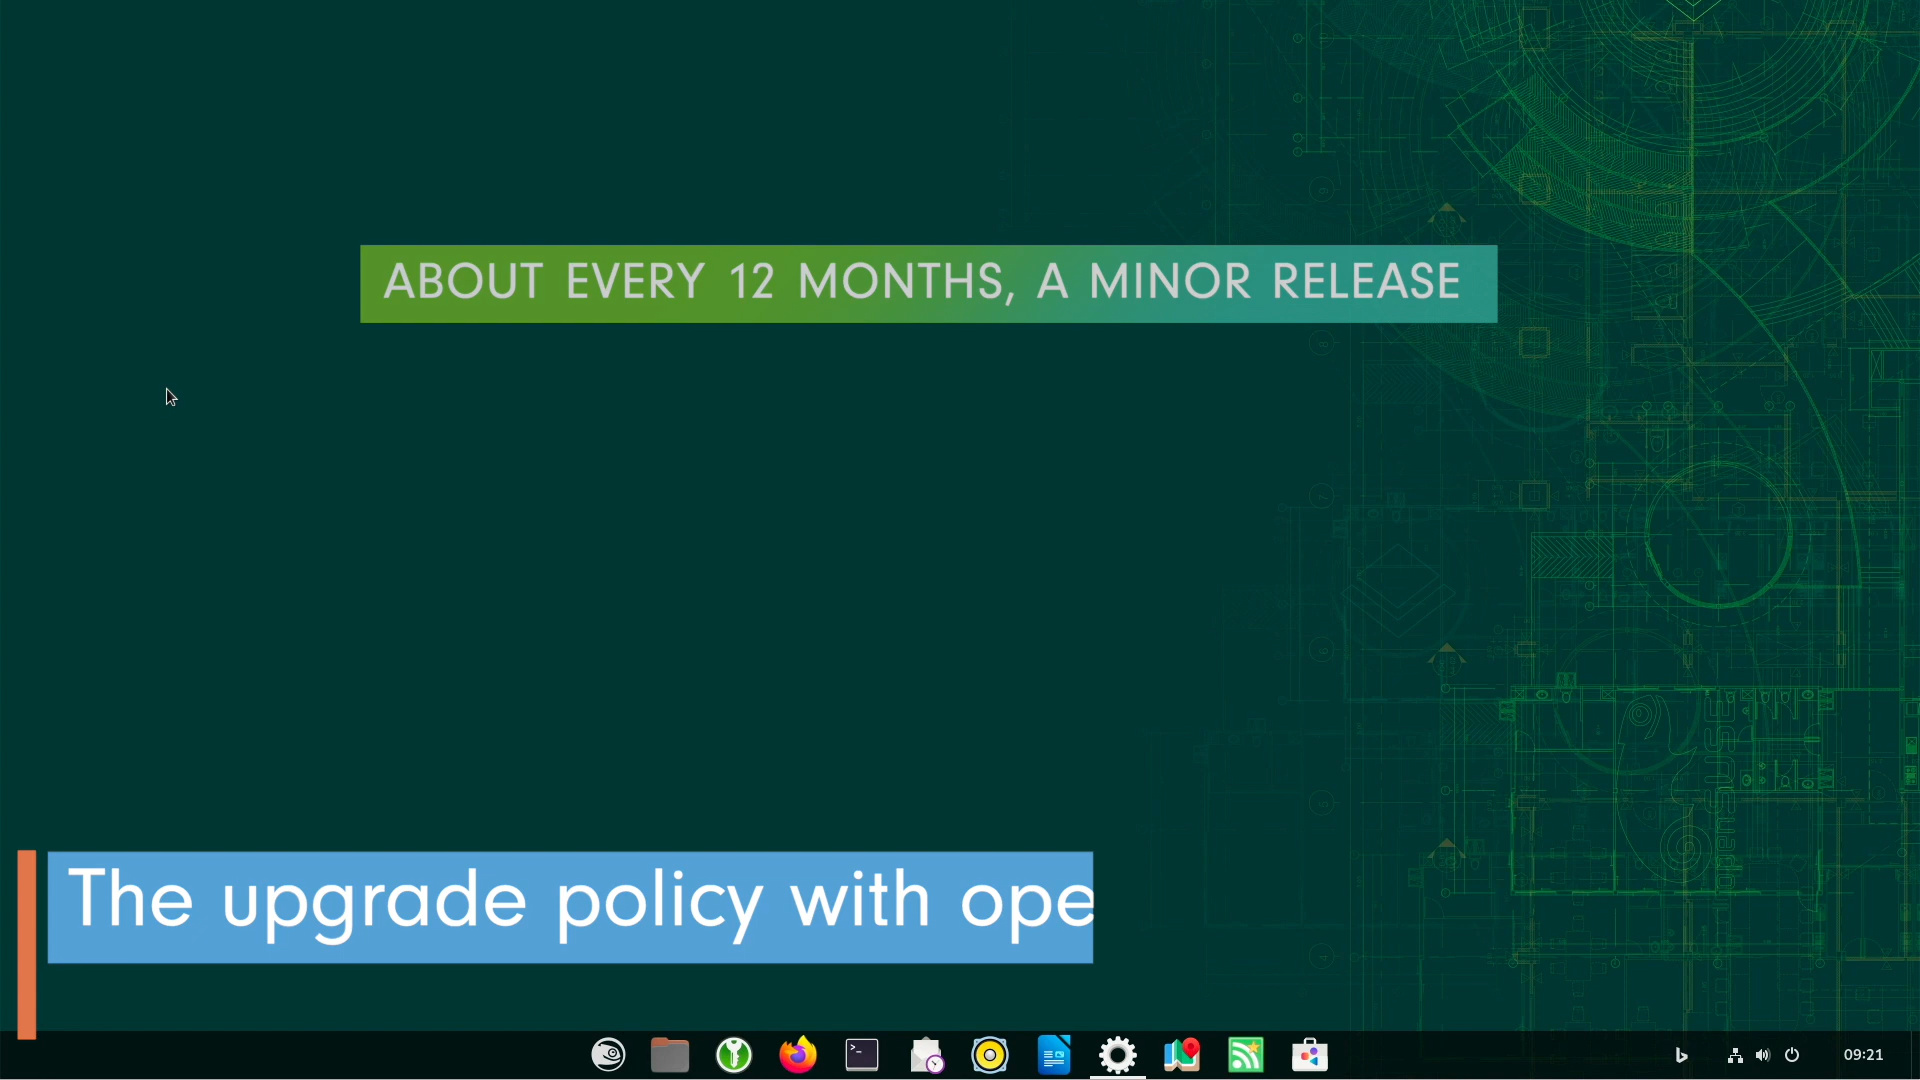 ABOUT EVERY 12 MONTHS, A MINOR RELEASE
The upgrade policy with ope
09:21